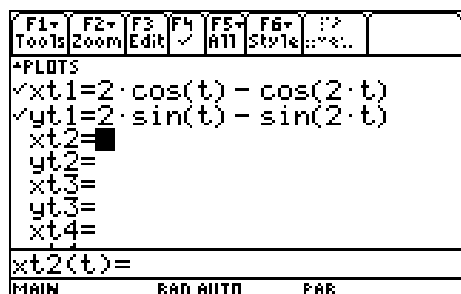 F1 F2 F3 F4 F5 F6
Tools Zoom Edit ✓ All Style
▲PLOTS
✓xt1=2·cos(t)-cos(2·t)
✓yt1=2·sin(t)-sin(2·t)
xt2=
yt2=
xt3=
yt3=
xt4=
xt2(t)=
MAIN RAD AUTO PAR